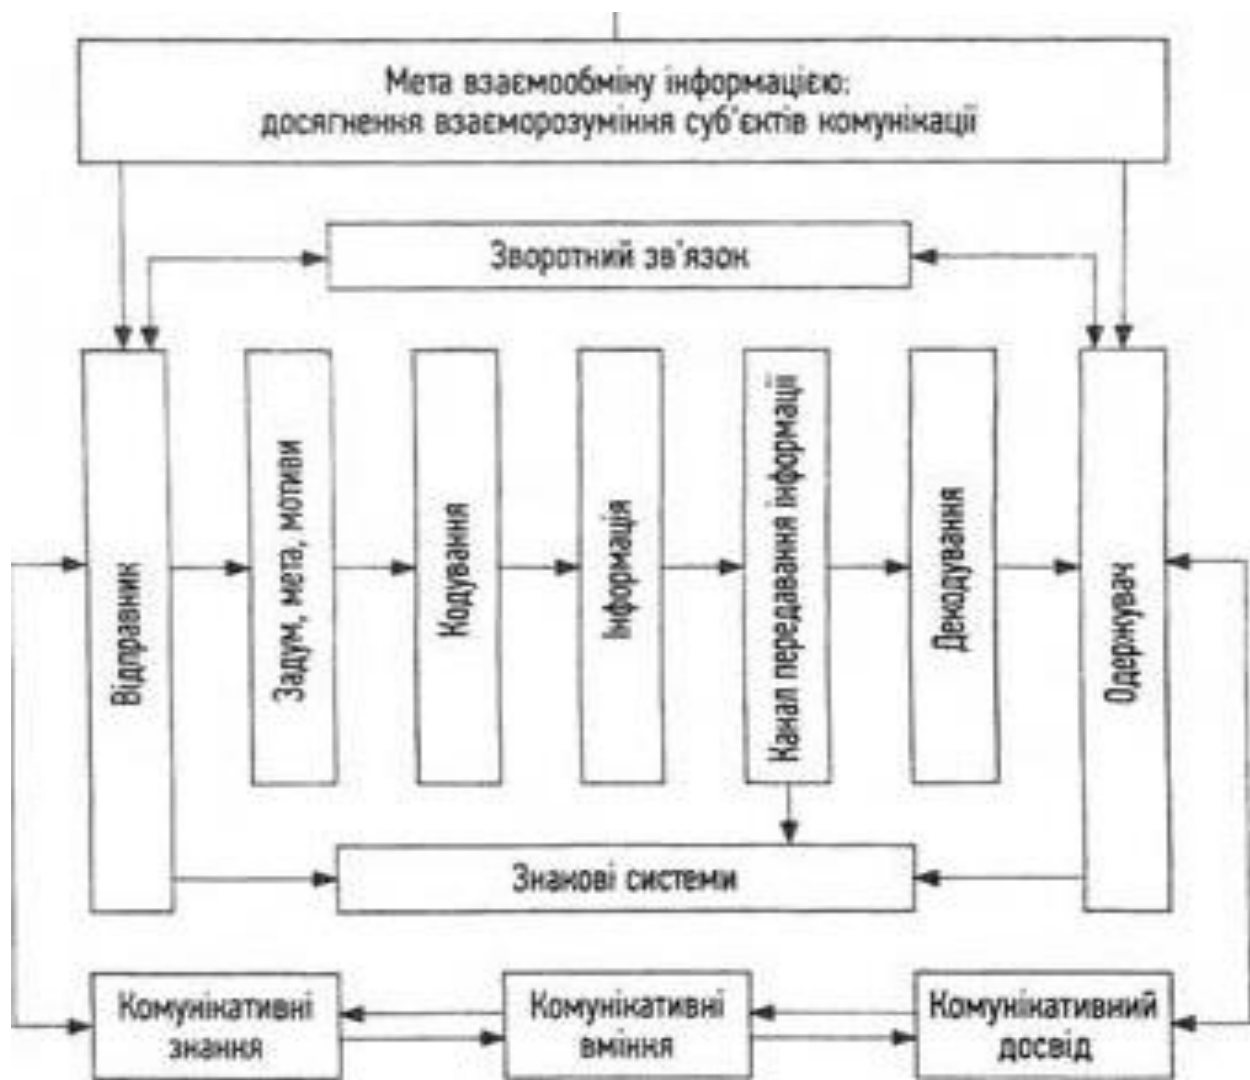 Мета взаємообміну інформацією:
досягнення взаєморозуміння суб'єктів комунікації
Зворотний зв'язок
Відправник
Задум, мета, мотиви
Кодування
Інформація
Канал передавання інформації
Декодування
Одержувач
Знакові системи
Комунікативні
знання
Комунікативні
вміння
Комунікативний
досвід